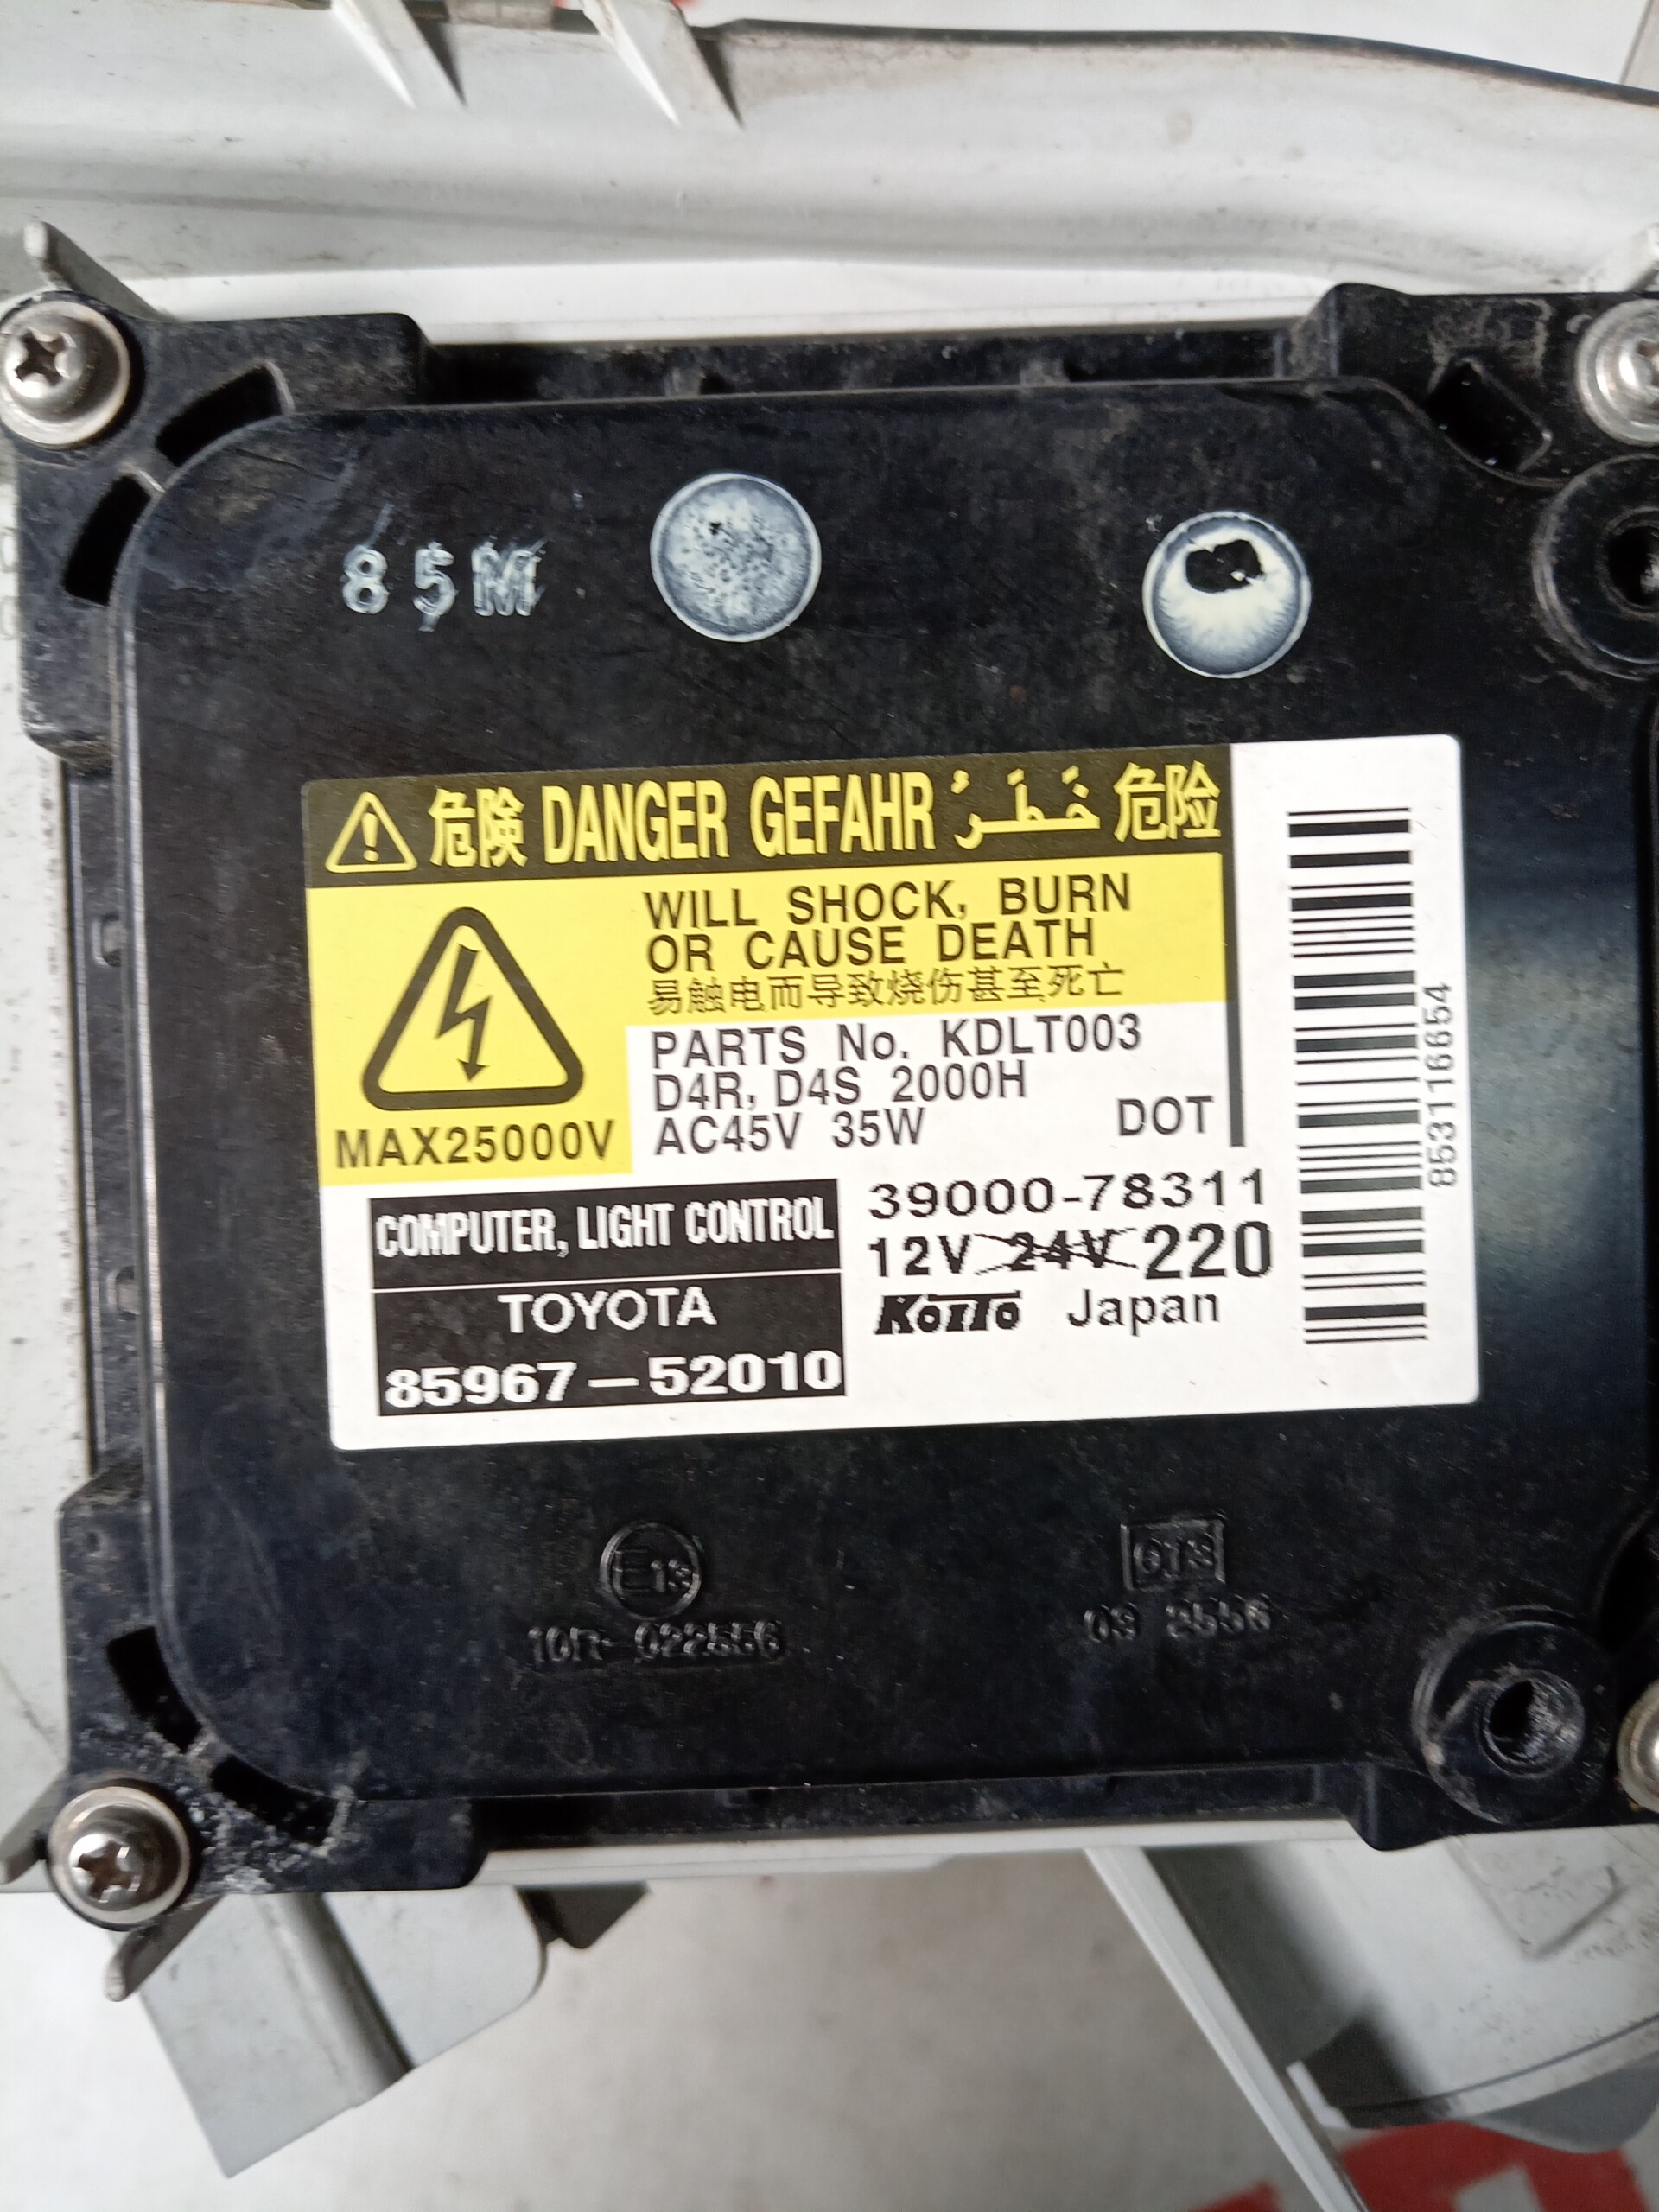 85M
危険 DANGER GEFAHR خَطَرٌ 危险
WILL SHOCK, BURN
OR CAUSE DEATH
易触电而导致烧伤甚至死亡
MAX25000V
PARTS No. KDLT003
D4R, D4S 2000H
AC45V 35W DOT
COMPUTER, LIGHT CONTROL
TOYOTA
85967-52010
39000-78311
12V 24V 220
KOITO Japan
853116654
E13
10R-022556
03 2556